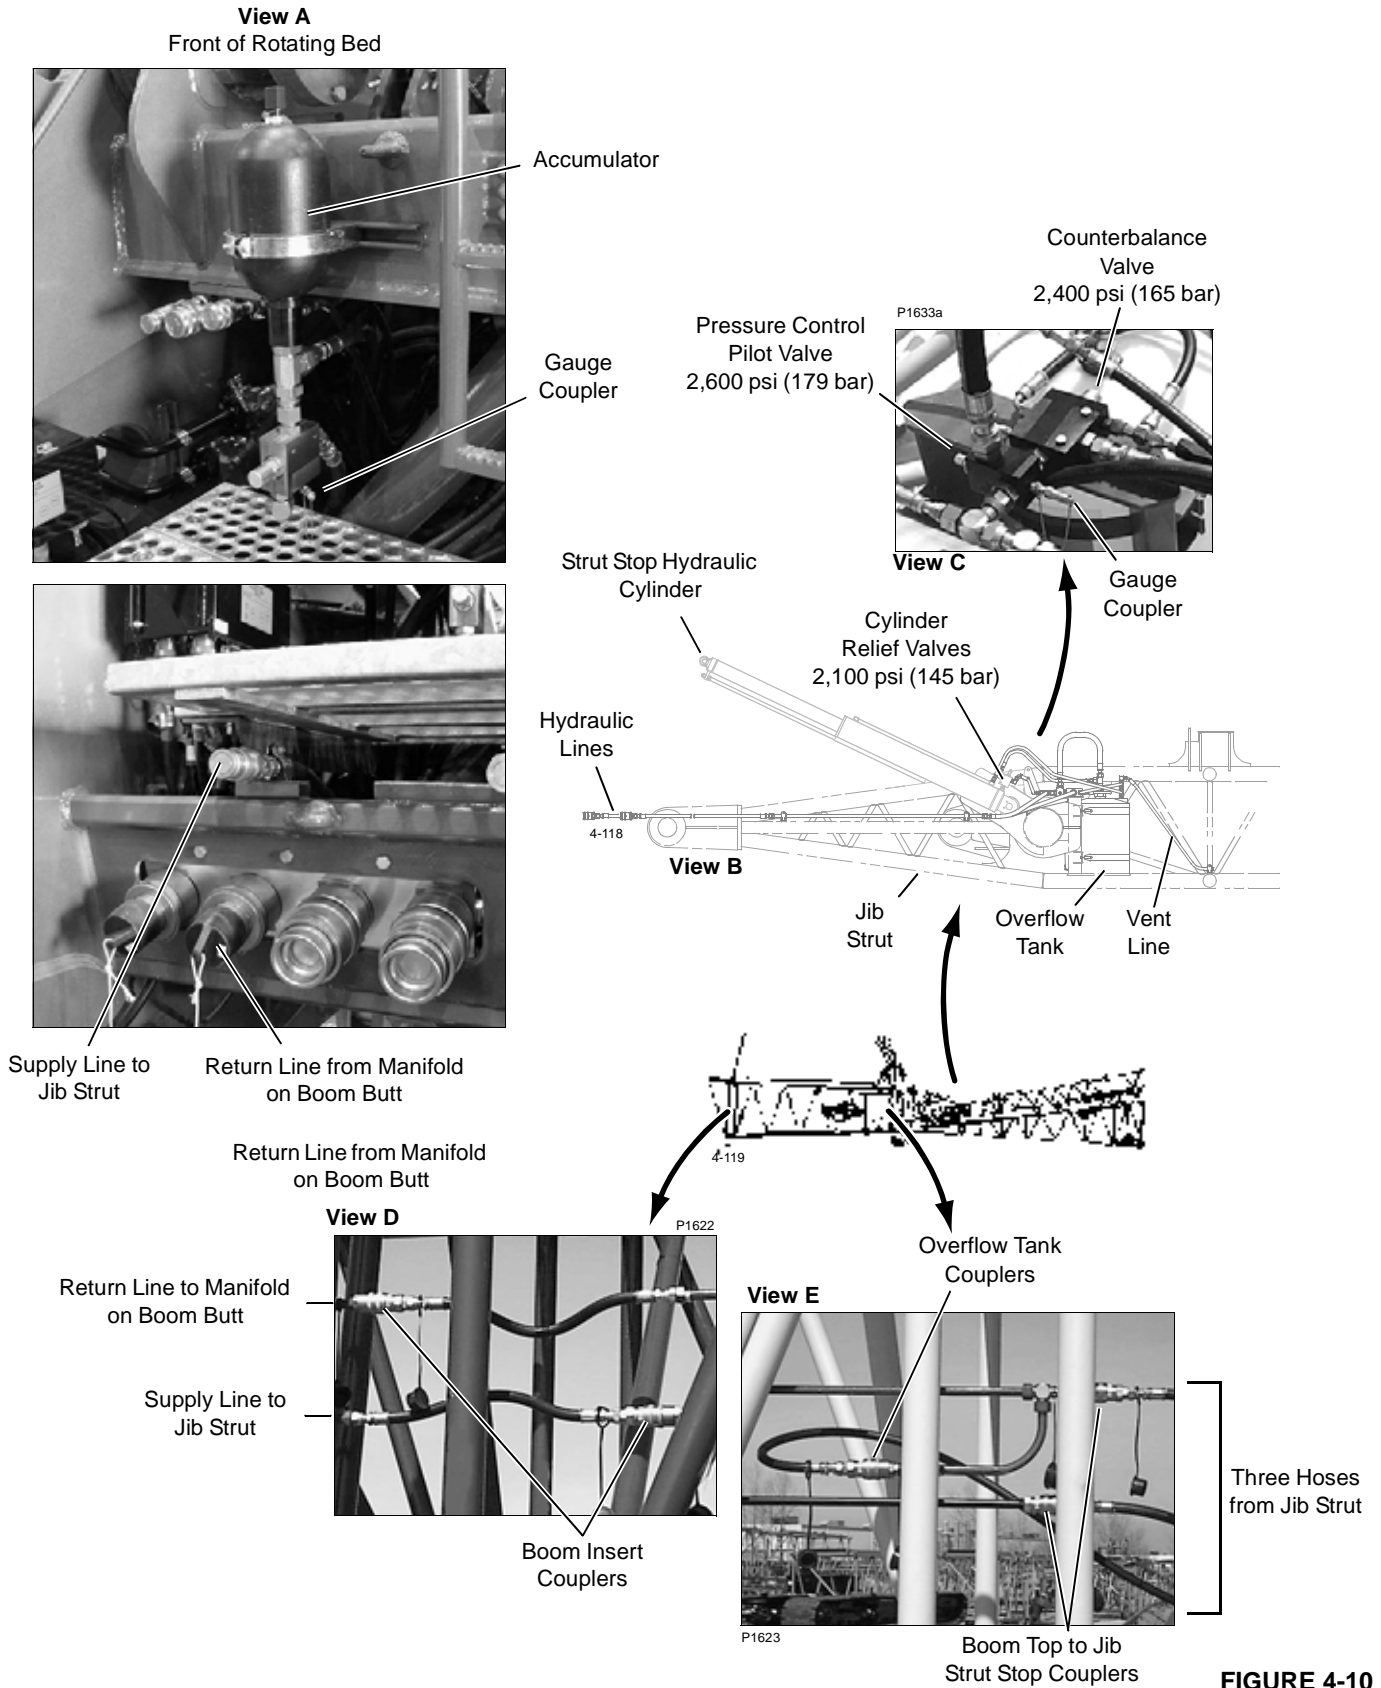 View A
Front of Rotating Bed
Accumulator
Gauge
Coupler
Counterbalance
Valve
2,400 psi (165 bar)
P1633a
Pressure Control
Pilot Valve
2,600 psi (179 bar)
View C
Gauge
Coupler
Strut Stop Hydraulic
Cylinder
Cylinder
Relief Valves
2,100 psi (145 bar)
Hydraulic
Lines
4-118
View B
Jib
Strut
Overflow
Tank
Vent
Line
Supply Line to
Jib Strut
Return Line from Manifold
on Boom Butt
4-119
Return Line from Manifold
on Boom Butt
View D
P1622
Return Line to Manifold
on Boom Butt
Supply Line to
Jib Strut
Boom Insert
Couplers
Overflow Tank
Couplers
View E
Three Hoses
from Jib Strut
P1623
Boom Top to Jib
Strut Stop Couplers
FIGURE 4-10